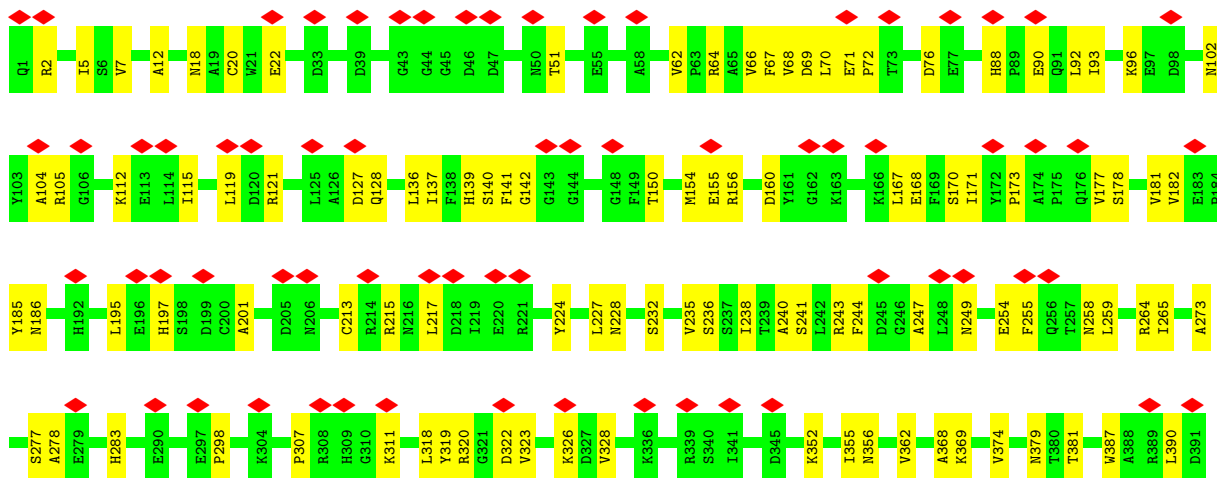 Q1 R2 I5 S6 V7 A12 N18 A19 C20 W21 E22 D33 D39 G43 G44 G45 D46 D47 N50 T51 E55 A58 V62 P63 R64 A65 V66 F67 V68 D69 L70 E71 P72 T73 D76 E77 H88 P89 E90 Q91 L92 I93 K96 E97 D98 N102
Y103 A104 R105 G106 K112 E113 L114 I115 L119 D120 R121 L125 A126 D127 Q128 L136 I137 F138 H139 S140 F141 G142 G143 G144 G148 F149 T150 M154 E155 R156 D160 Y161 G162 K163 K166 L167 E168 F169 S170 I171 Y172 P173 A174 P175 Q176 V177 S178 V181 V182 E183 P184
Y185 N186 H192 L195 E196 H197 S198 D199 C200 A201 D205 N206 C213 R214 R215 N216 L217 D218 I219 E220 R221 Y224 L227 N228 S232 V235 S236 S237 I238 T239 A240 S241 L242 R243 F244 D245 G246 A247 L248 N249 E254 F255 Q256 T257 N258 L259 R264 I265 A273
S277 A278 E279 H283 E290 E297 P298 K304 P307 R308 H309 G310 K311 L318 Y319 R320 G321 D322 V323 K326 D327 V328 K336 R339 S340 I341 D345 K352 I355 N356 V362 A368 K369 V374 N379 T380 T381 W387 A388 R389 L390 D391